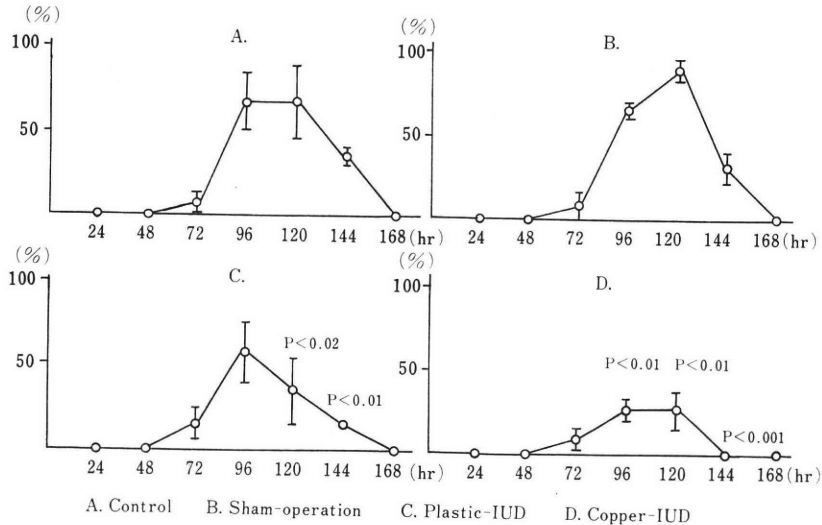 (%)
A.
100
50
24 48 72 96 120 144 168 (hr)
(%)
B.
100
50
24 48 72 96 120 144 168 (hr)
(%)
C.
100
P<0.02
50
P<0.01
24 48 72 96 120 144 168 (hr)
(%)
D.
100
50
P<0.01 P<0.01
P<0.001
24 48 72 96 120 144 168 (hr)
A. Control B. Sham-operation C. Plastic-IUD D. Copper-IUD